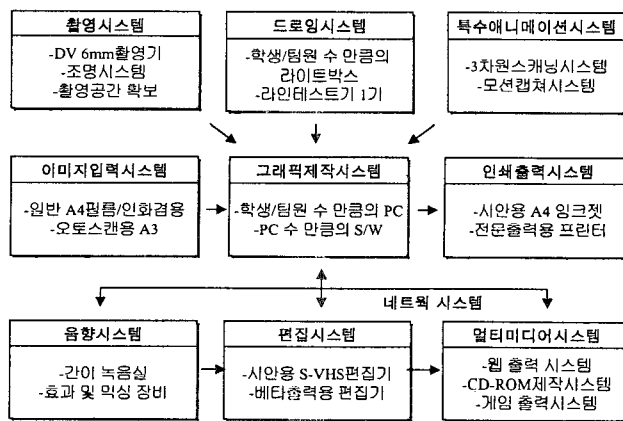 촬영시스템
-DV 6mm촬영기
-조명시스템
-촬영공간 확보
드로잉시스템
-학생/팀원 수 만큼의
라이트박스
-라인테스트기 1기
특수애니메이션시스템
-3차원스캐닝시스템
-모션캡쳐시스템
이미지입력시스템
-일반 A4필름/인화겸용
-오토스캔용 A3
그래픽제작시스템
-학생/팀원 수 만큼의 PC
-PC 수 만큼의 S/W
인쇄출력시스템
-시안용 A4 잉크젯
-전문출력용 프린터
네트웍 시스템
음향시스템
-간이 녹음실
-효과 및 믹싱 장비
편집시스템
-시안용 S-VHS편집기
-베타출력용 편집기
멀티미디어시스템
-웹 출력 시스템
-CD-ROM제작시스템
-게임 출력시스템